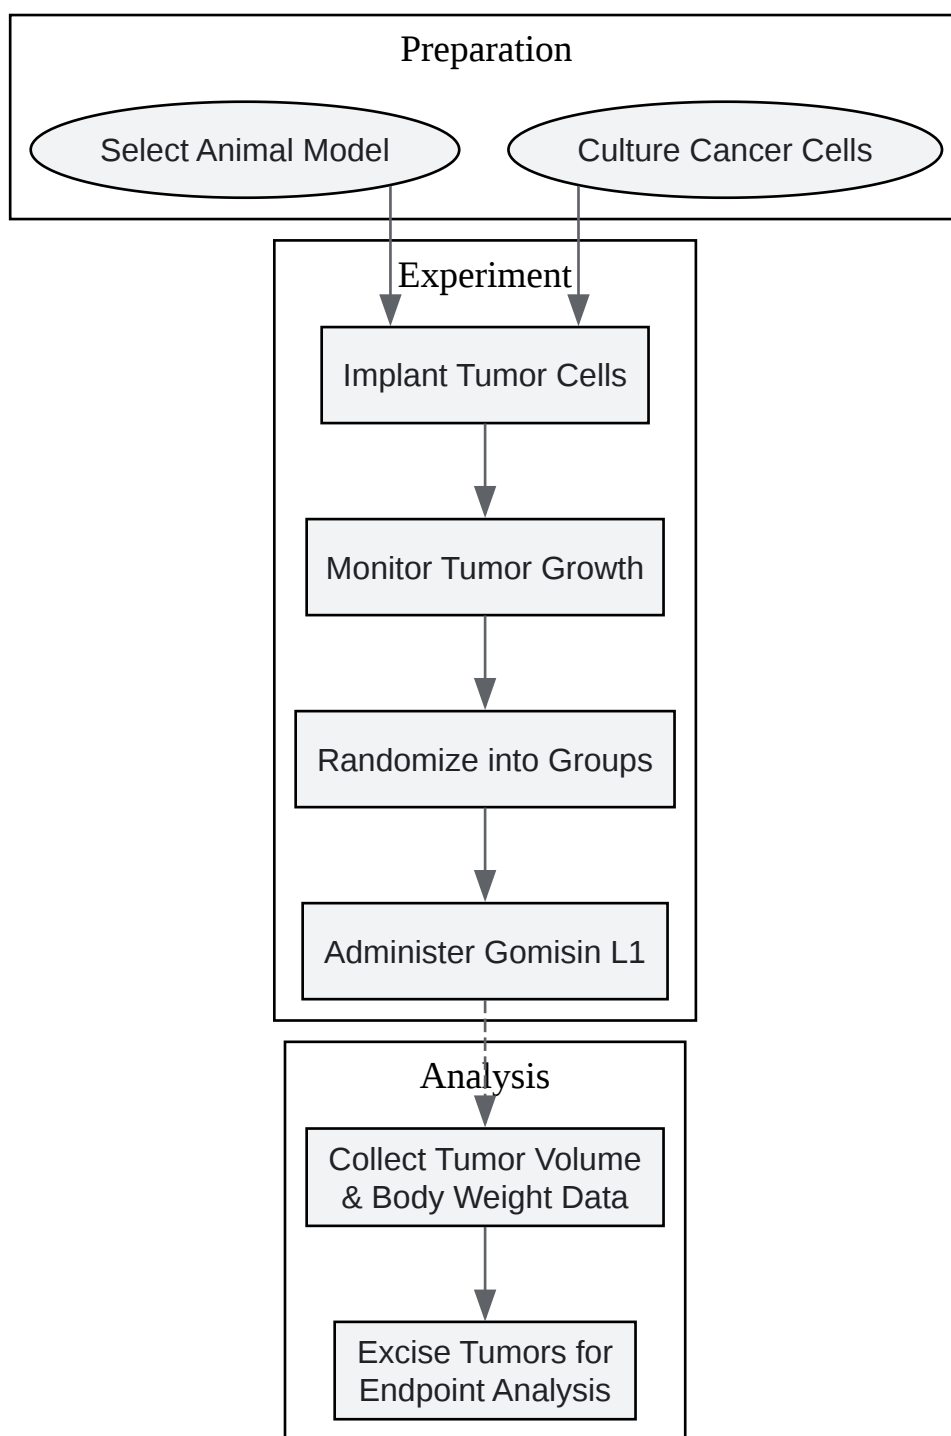 Preparation
Select Animal Model
Culture Cancer Cells
Experiment
Implant Tumor Cells
Monitor Tumor Growth
Randomize into Groups
Administer Gomisin L1
Analysis
Collect Tumor Volume
& Body Weight Data
Excise Tumors for
Endpoint Analysis